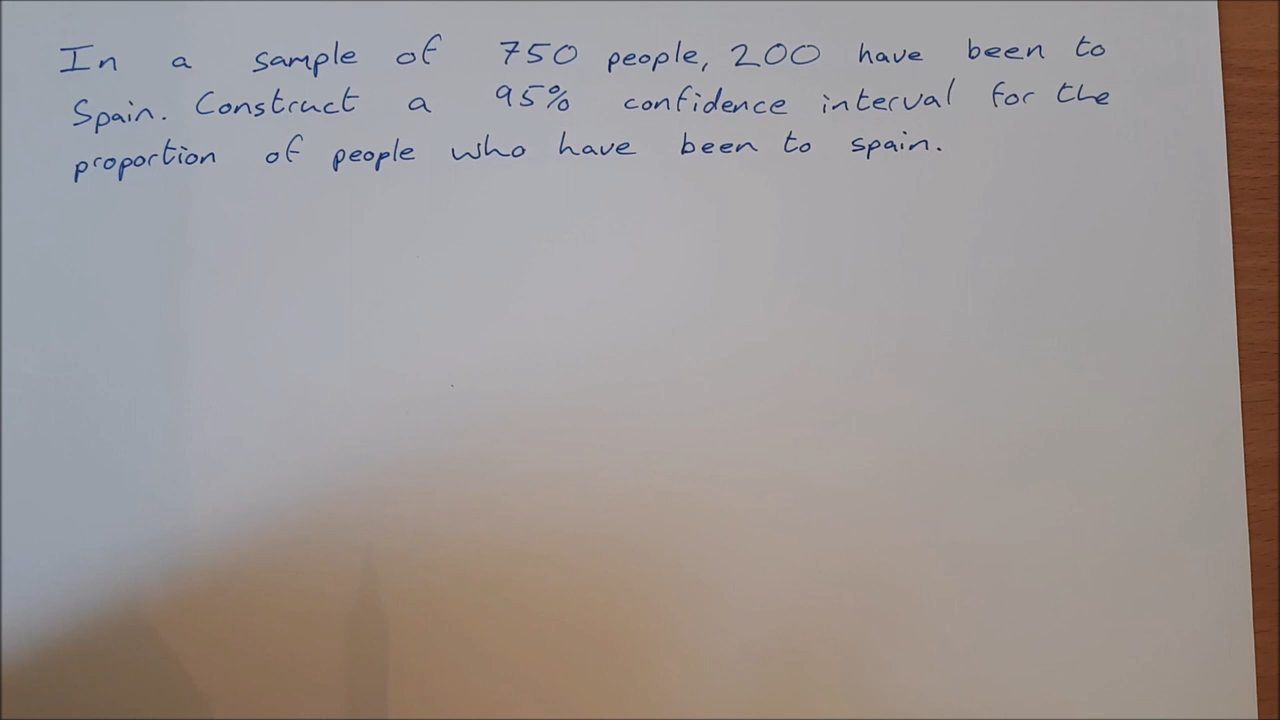 In a sample of 750 people, 200 have been to
Spain. Construct a 95% confidence interval for the
proportion of people who have been to spain.